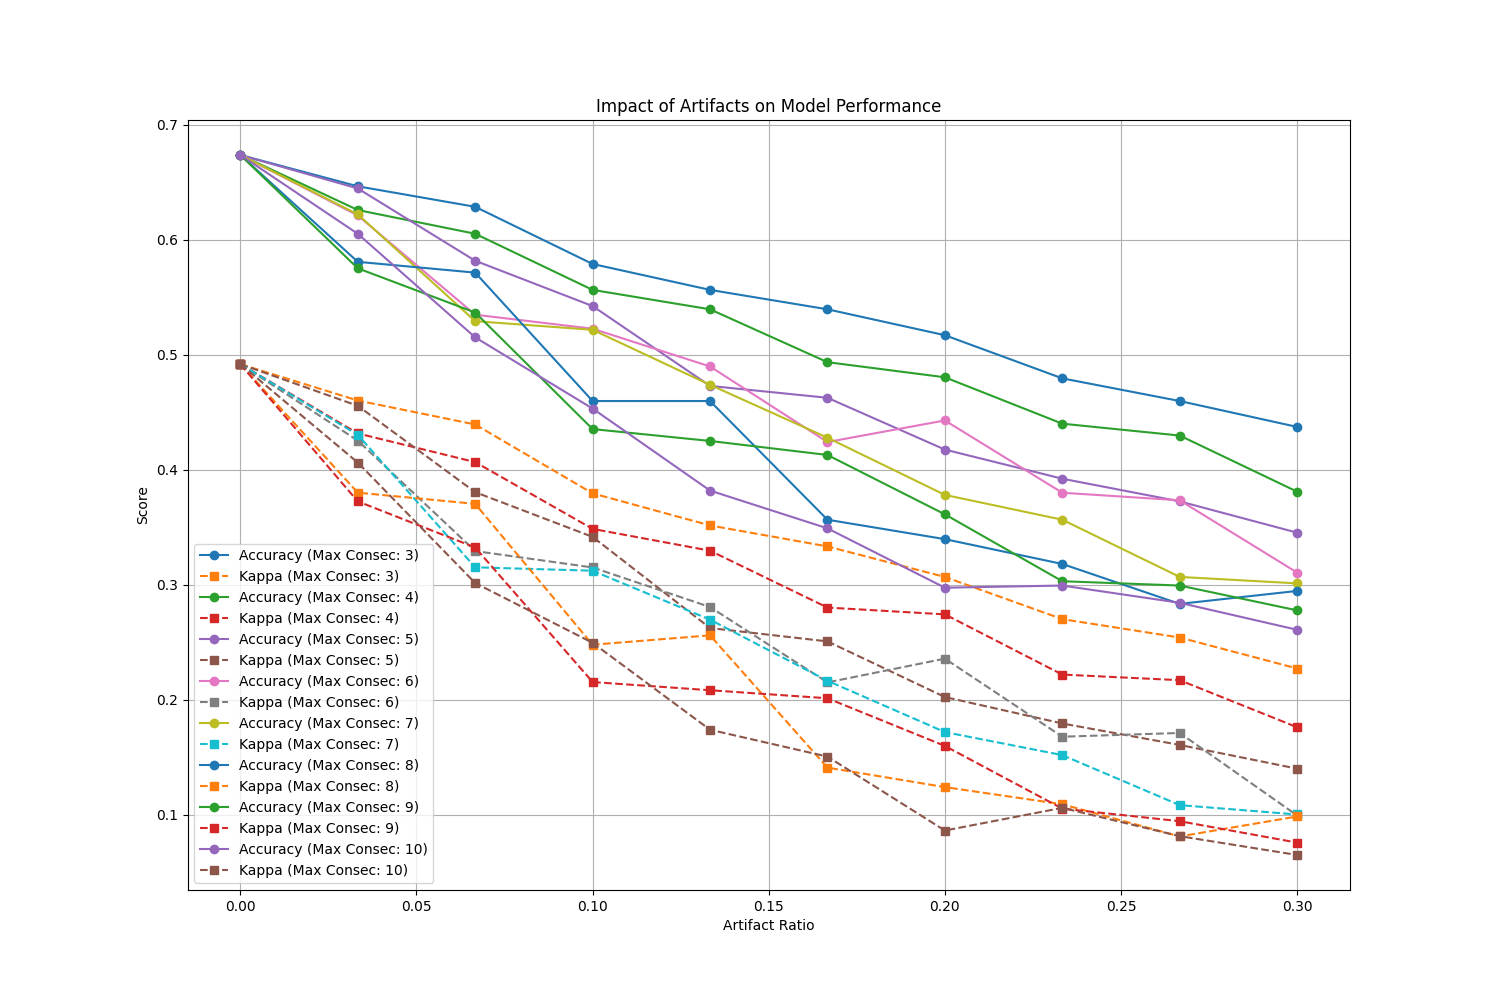 Impact of Artifacts on Model Performance
0.7
0.6
0.5
0.4
0.3
0.2
0.1
Score
Accuracy (Max Consec: 3)
Kappa (Max Consec: 3)
Accuracy (Max Consec: 4)
Kappa (Max Consec: 4)
Accuracy (Max Consec: 5)
Kappa (Max Consec: 5)
Accuracy (Max Consec: 6)
Kappa (Max Consec: 6)
Accuracy (Max Consec: 7)
Kappa (Max Consec: 7)
Accuracy (Max Consec: 8)
Kappa (Max Consec: 8)
Accuracy (Max Consec: 9)
Kappa (Max Consec: 9)
Accuracy (Max Consec: 10)
Kappa (Max Consec: 10)
0.00 0.05 0.10 0.15 0.20 0.25 0.30
Artifact Ratio